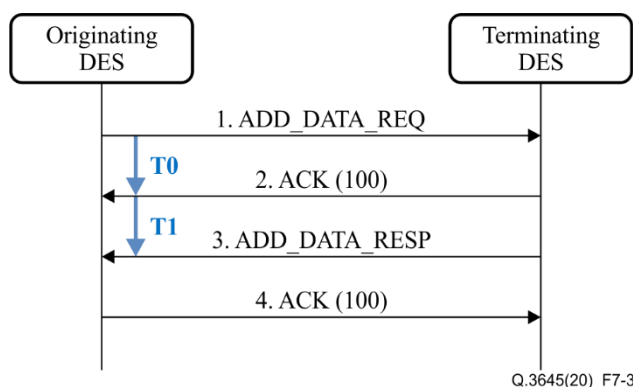 Originating
DES
Terminating
DES
1. ADD_DATA_REQ
T0
2. ACK (100)
T1
3. ADD_DATA_RESP
4. ACK (100)
Q.3645(20)_F7-3